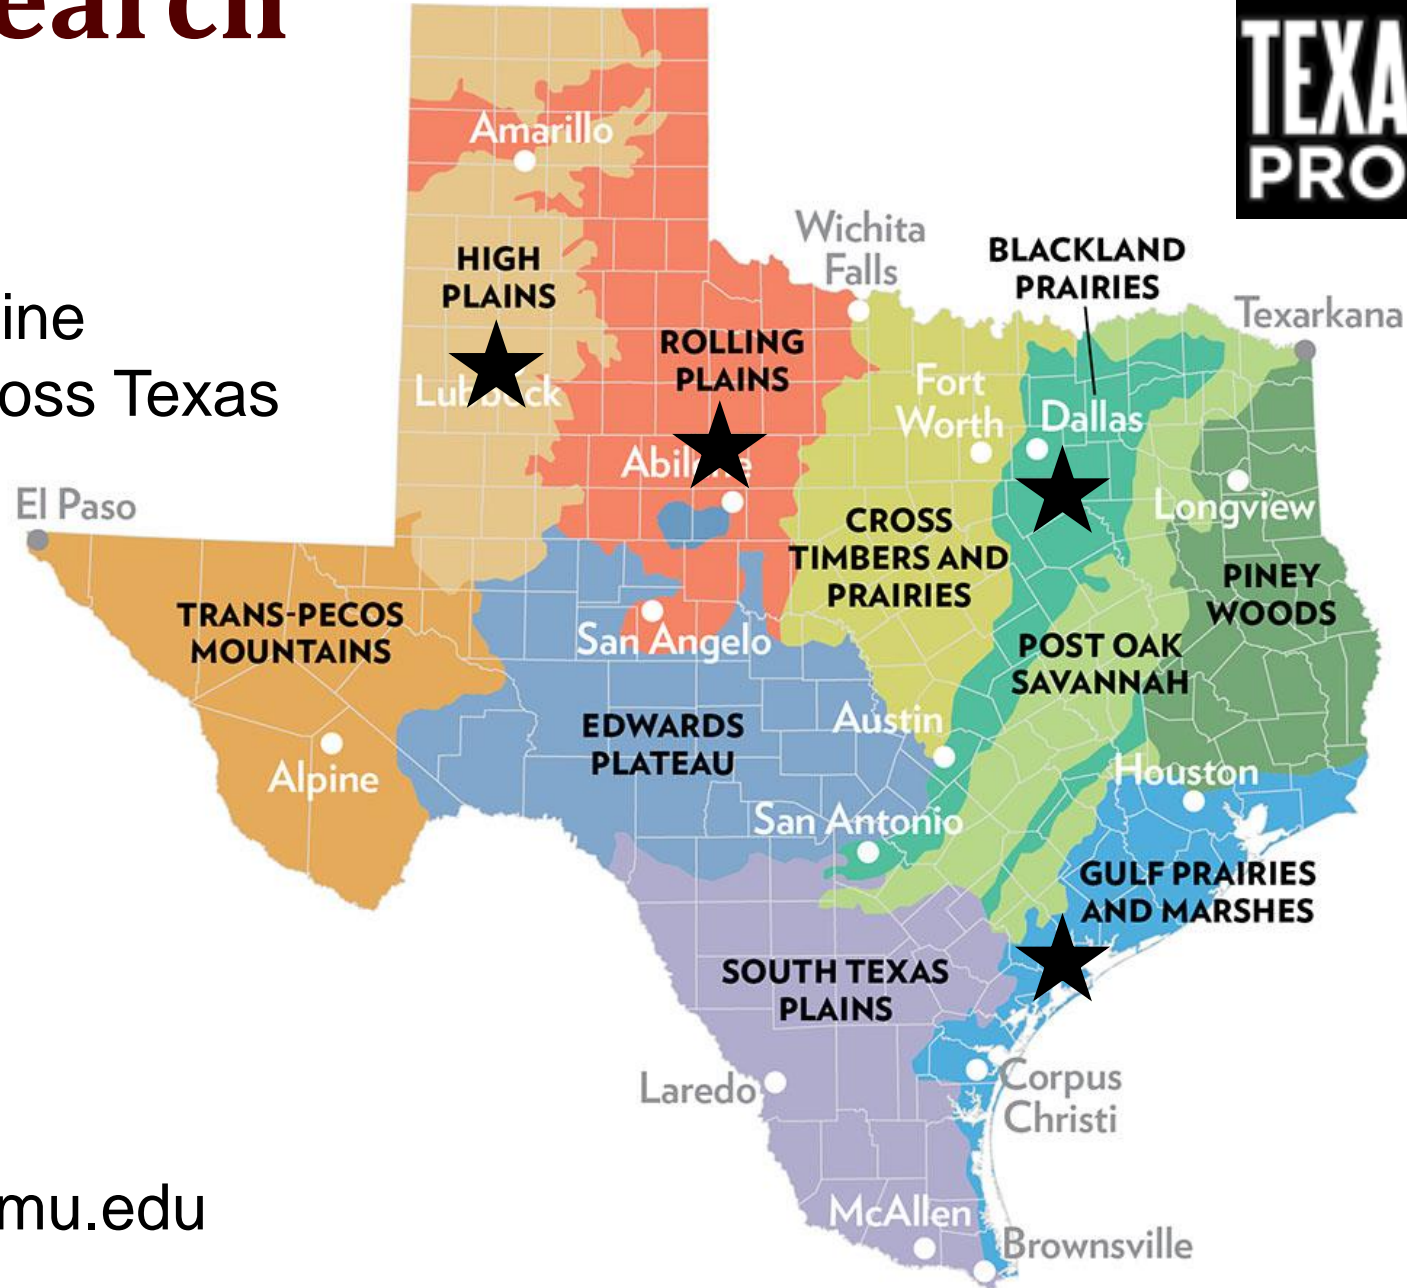 earch
TEXA
PRO
ine
oss Texas
mu.edu
Amarillo
Wichita
Falls
BLACKLAND
PRAIRIES
HIGH
PLAINS
Texarkana
ROLLING
PLAINS
Lubbock
Fort
Worth
Dallas
Abilene
El Paso
Longview
CROSS
TIMBERS AND
PRAIRIES
PINEY
WOODS
TRANS-PECOS
MOUNTAINS
San Angelo
POST OAK
SAVANNAH
EDWARDS
PLATEAU
Austin
Alpine
Houston
San Antonio
GULF PRAIRIES
AND MARSHES
SOUTH TEXAS
PLAINS
Laredo
Corpus
Christi
McAllen
Brownsville